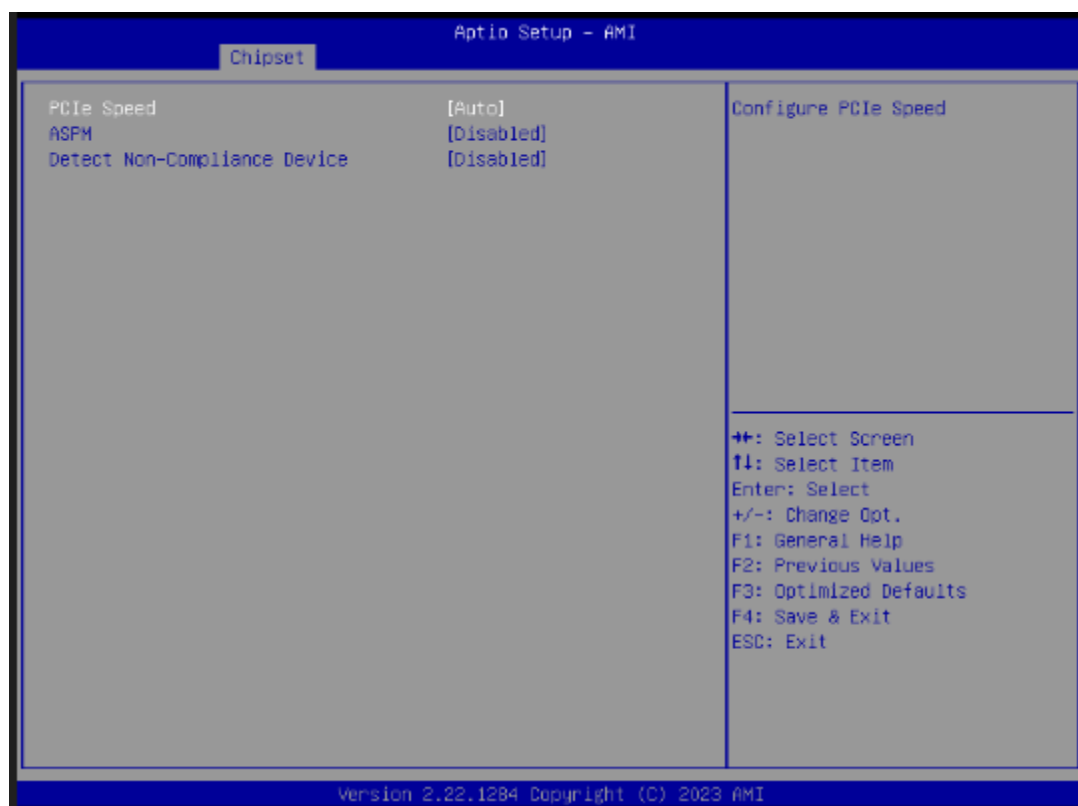 Aptio Setup - AMI
Chipset
PCIe Speed [Auto]
ASPM [Disabled]
Detect Non-Compliance Device [Disabled]
Configure PCIe Speed
→←: Select Screen
↑↓: Select Item
Enter: Select
+/-: Change Opt.
F1: General Help
F2: Previous Values
F3: Optimized Defaults
F4: Save & Exit
ESC: Exit
Version 2.22.1284 Copyright (C) 2023 AMI